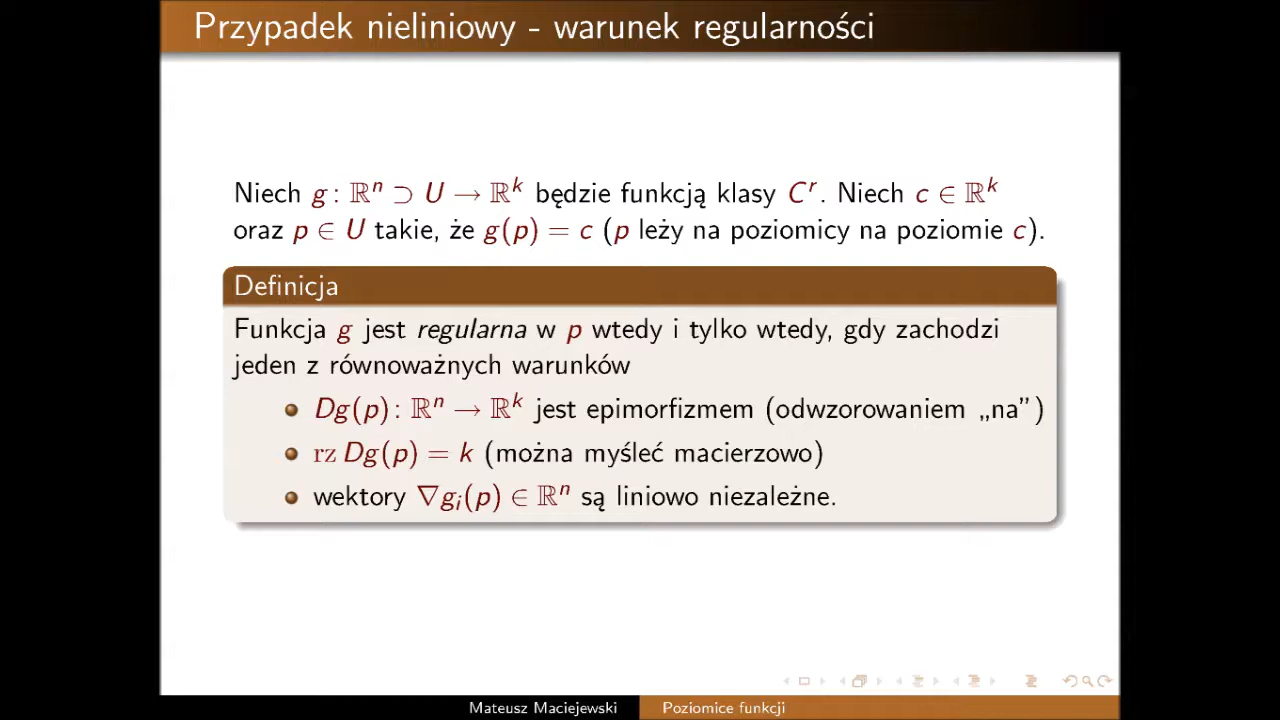 Przypadek nieliniowy - warunek regularności
Niech g: ℝⁿ ⊃ U → ℝᵏ będzie funkcją klasy Cʳ. Niech c ∈ ℝᵏ
oraz p ∈ U takie, że g(p) = c (p leży na poziomicy na poziomie c).
Definicja
Funkcja g jest regularna w p wtedy i tylko wtedy, gdy zachodzi
jeden z równoważnych warunków
Dg(p): ℝⁿ → ℝᵏ jest epimorfizmem (odwzorowaniem „na”)
rz Dg(p) = k (można myśleć macierzowo)
wektory ∇gᵢ(p) ∈ ℝⁿ są liniowo niezależne.
Mateusz Maciejewski
Poziomice funkcji